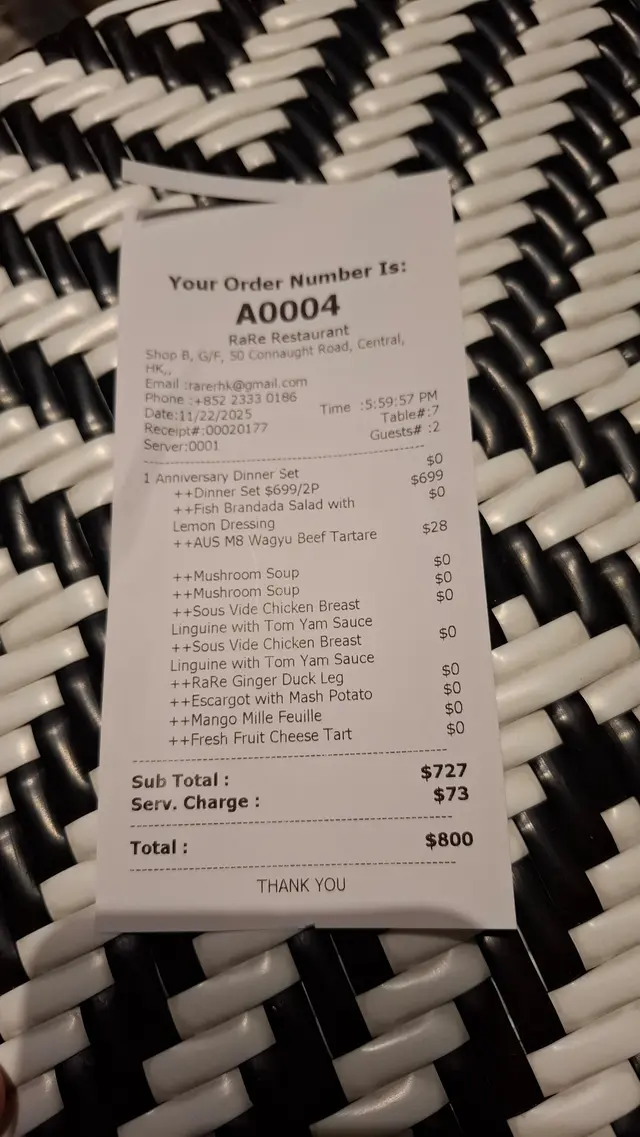 Your Order Number Is:
A0004
RaRe Restaurant
Shop B, G/F, 50 Connaught Road, Central,
HK,,
Email :rarerhk@gmail.com
Phone :+852 2333 0186
Date:11/22/2025 Time :5:59:57 PM
Receipt#:00020177 Table#:7
Server:0001 Guests# :2
1 Anniversary Dinner Set $0
++Dinner Set $699/2P $699
++Fish Brandada Salad with $0
Lemon Dressing
++AUS M8 Wagyu Beef Tartare $28
++Mushroom Soup $0
++Mushroom Soup $0
++Sous Vide Chicken Breast $0
Linguine with Tom Yam Sauce
++Sous Vide Chicken Breast $0
Linguine with Tom Yam Sauce
++RaRe Ginger Duck Leg $0
++Escargot with Mash Potato $0
++Mango Mille Feuille $0
++Fresh Fruit Cheese Tart $0
Sub Total : $727
Serv. Charge : $73
Total : $800
THANK YOU